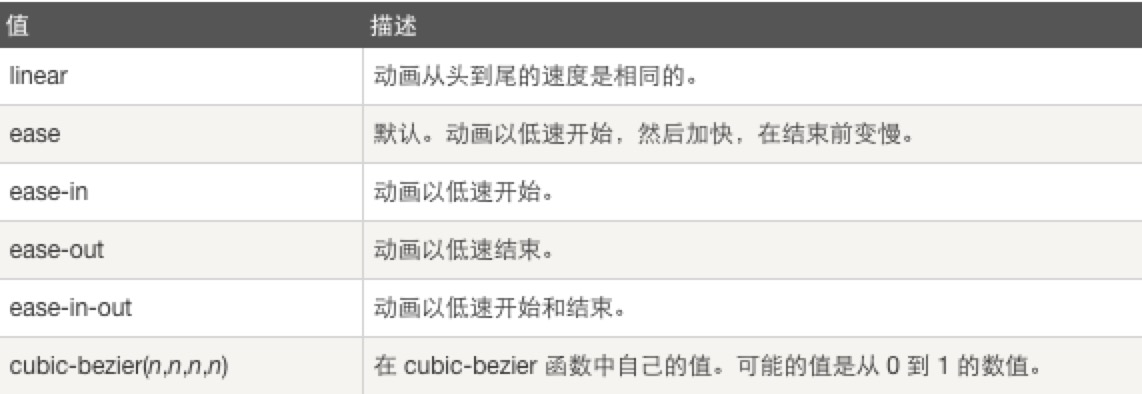 值 描述
linear 动画从头到尾的速度是相同的。
ease 默认。动画以低速开始，然后加快，在结束前变慢。
ease-in 动画以低速开始。
ease-out 动画以低速结束。
ease-in-out 动画以低速开始和结束。
cubic-bezier(n,n,n,n) 在 cubic-bezier 函数中自己的值。可能的值是从 0 到 1 的数值。